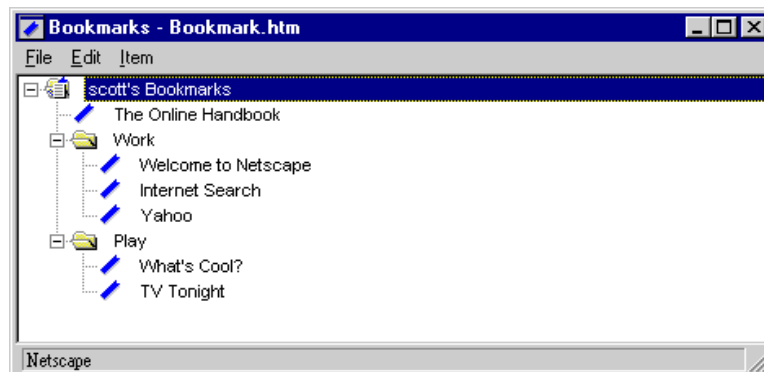 Bookmarks - Bookmark.htm
File Edit Item
scott's Bookmarks
The Online Handbook
Work
Welcome to Netscape
Internet Search
Yahoo
Play
What's Cool?
TV Tonight
Netscape